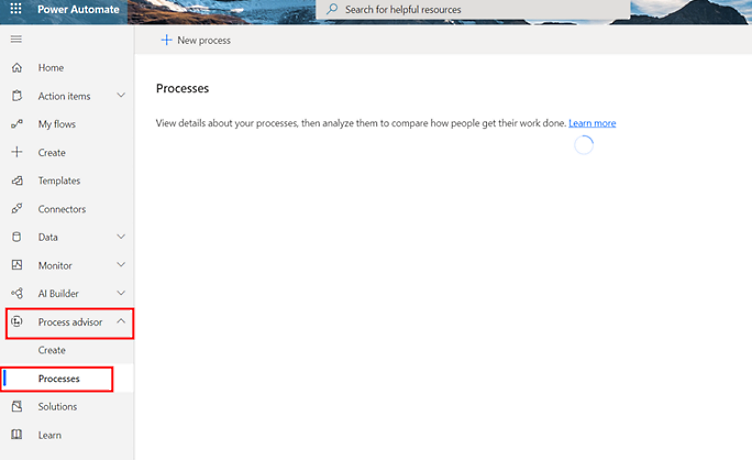 Power Automate
Search for helpful resources
New process
Home
Action items
My flows
Create
Templates
Connectors
Data
Monitor
AI Builder
Process advisor
Create
Processes
Solutions
Learn
Processes
View details about your processes, then analyze them to compare how people get their work done. Learn more